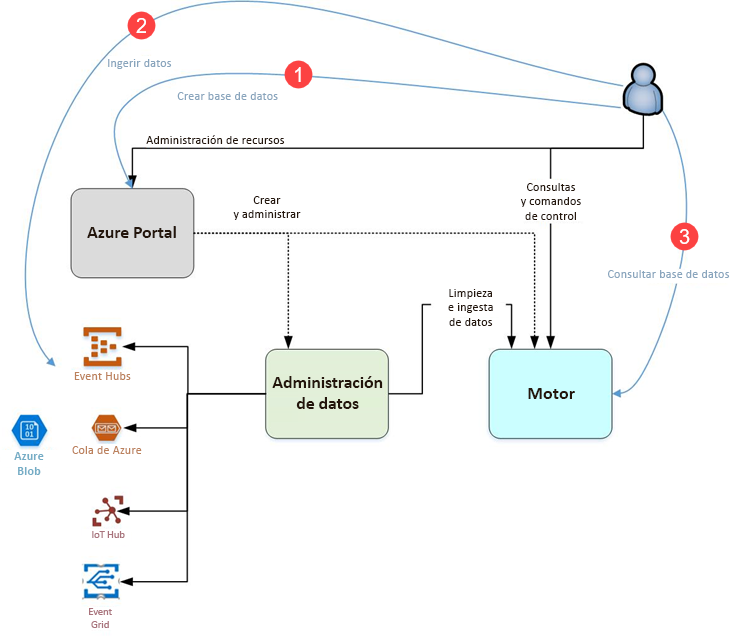 2
Ingerir datos
1
Crear base de datos
Administración de recursos
Crear
y administrar
Consultas
y comandos
de control
Azure Portal
3
Consultar base de datos
Limpieza
e ingesta
de datos
Event Hubs
Administración
de datos
Motor
10
01
Azure
Blob
Cola de Azure
IoT Hub
Event
Grid